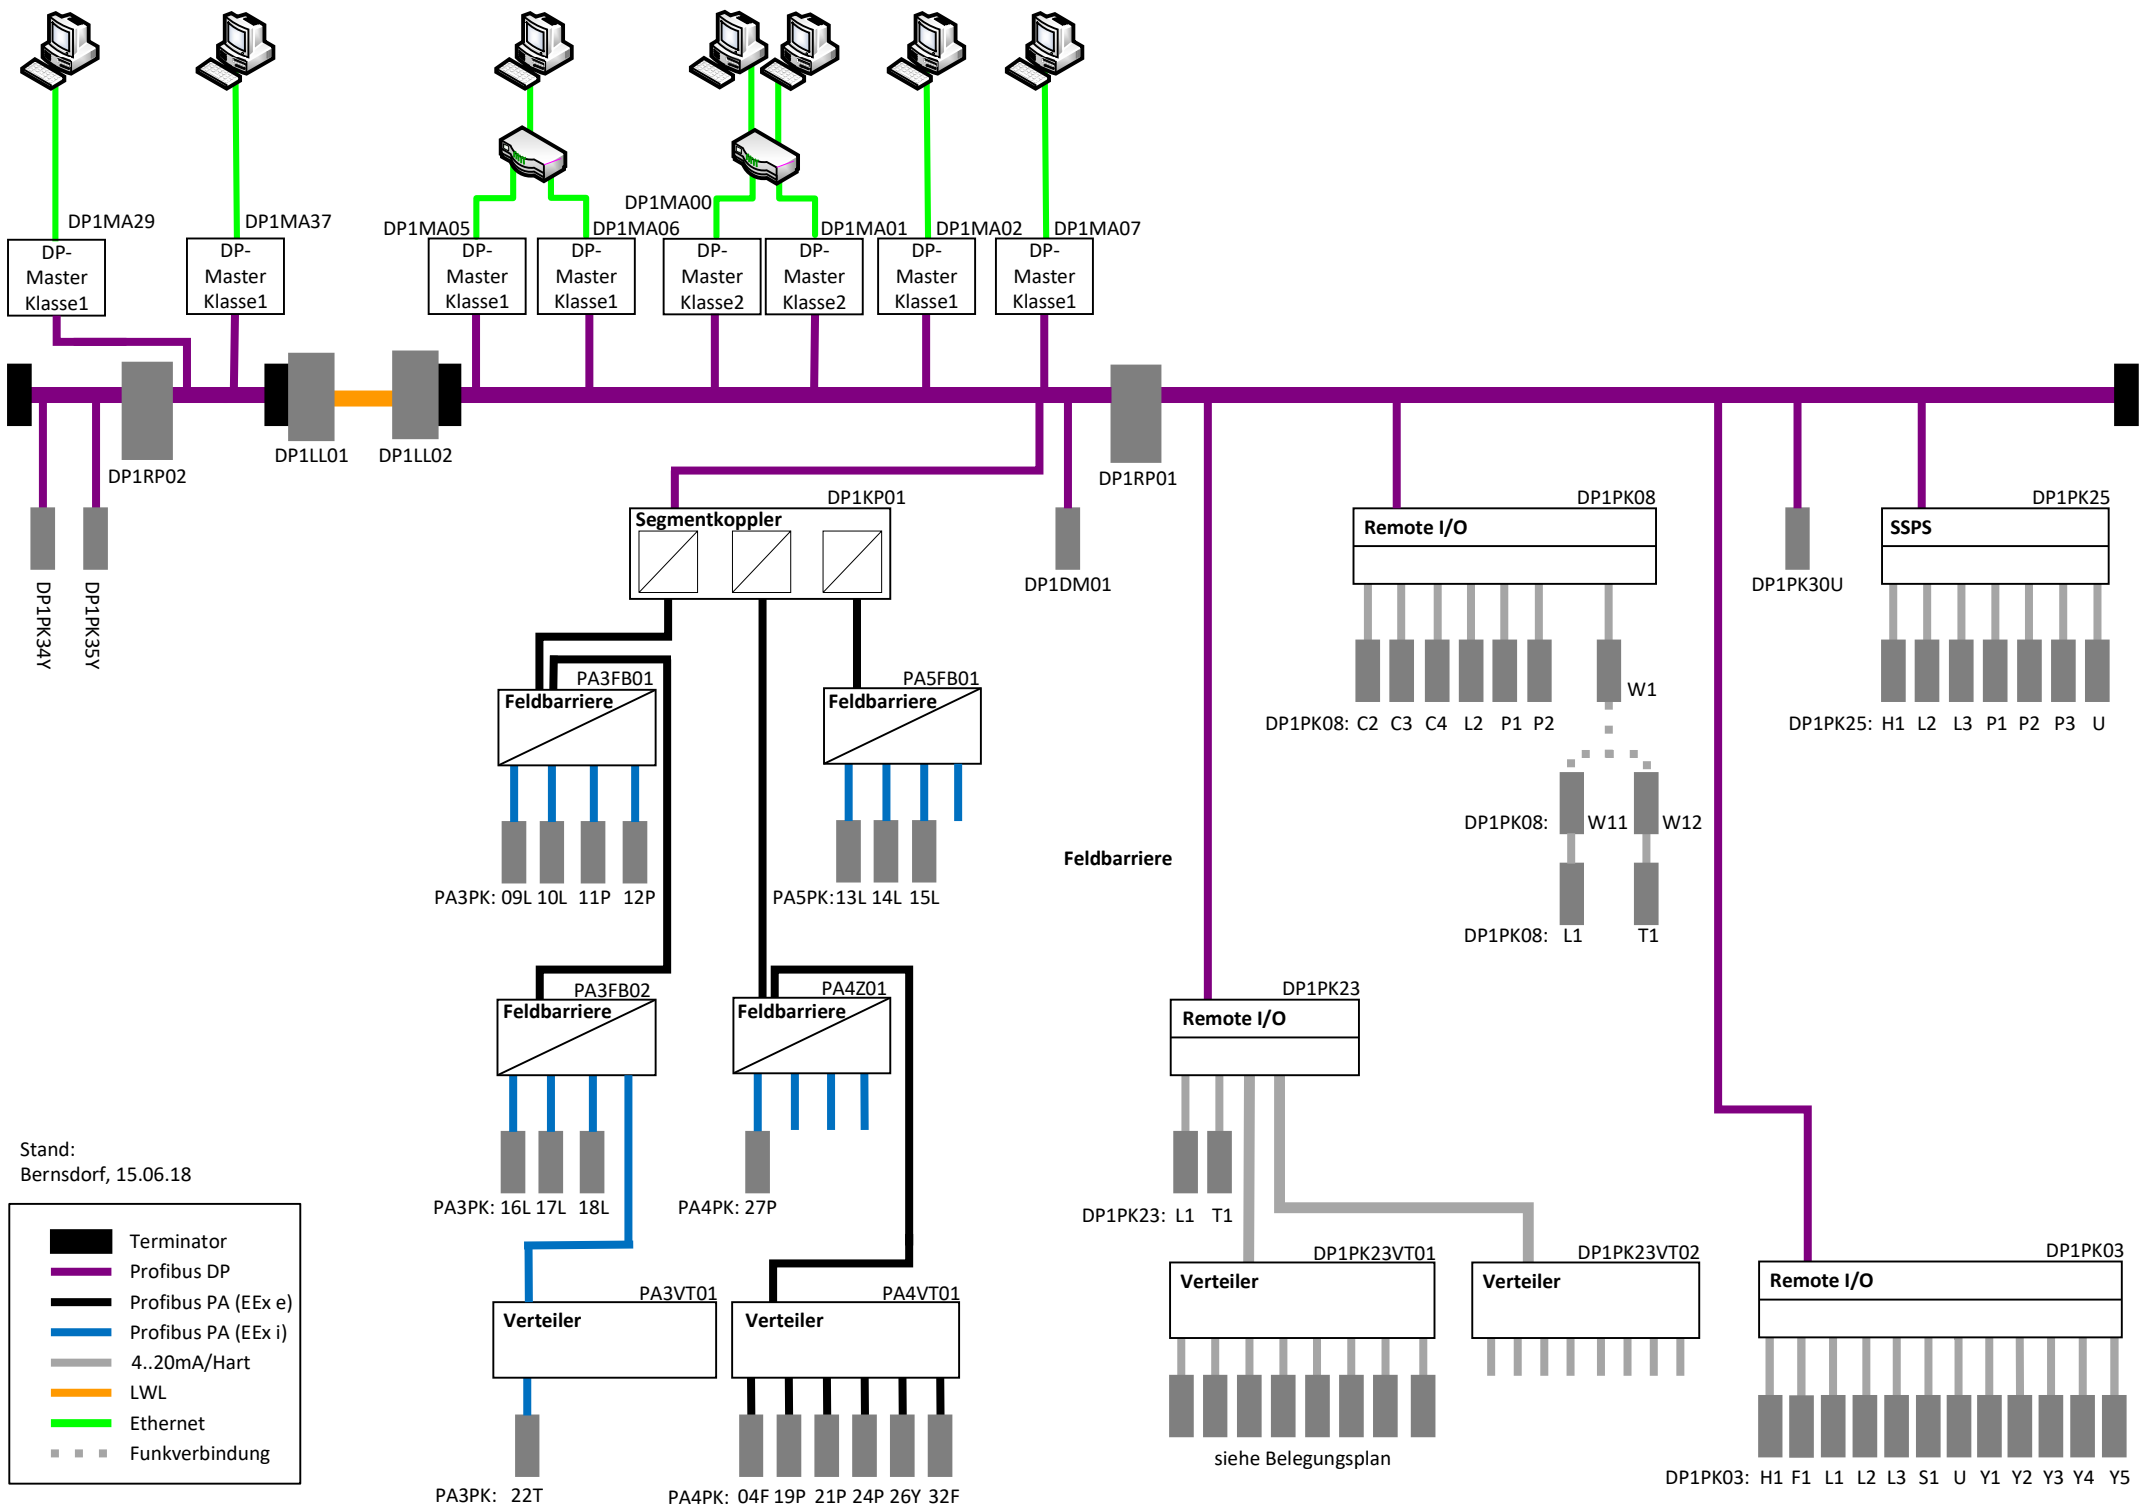 DP1MA29
DP1MA37
DP1MA05
DP1MA06
DP1MA00
DP1MA01
DP1MA02
DP1MA07
DP-
Master
Klasse1
DP-
Master
Klasse1
DP-
Master
Klasse1
DP-
Master
Klasse1
DP-
Master
Klasse2
DP-
Master
Klasse2
DP-
Master
Klasse1
DP-
Master
Klasse1
DP1RP02
DP1LL01
DP1LL02
DP1RP01
DP1PK34Y
DP1PK35Y
DP1KP01
Segmentkoppler
DP1DM01
DP1PK08
Remote I/O
DP1PK30U
DP1PK25
SSPS
W1
DP1PK08: C2 C3 C4 L2 P1 P2
DP1PK25: H1 L2 L3 P1 P2 P3 U
PA3FB01
Feldbarriere
PA5FB01
Feldbarriere
DP1PK08: W11 W12
Feldbarriere
PA3PK: 09L 10L 11P 12P
PA5PK: 13L 14L 15L
DP1PK08: L1 T1
PA3FB02
Feldbarriere
PA4Z01
Feldbarriere
DP1PK23
Remote I/O
PA3PK: 16L 17L 18L
PA4PK: 27P
DP1PK23: L1 T1
Stand:
Bernsdorf, 15.06.18
Terminator
Profibus DP
Profibus PA (EEx e)
Profibus PA (EEx i)
4..20mA/Hart
LWL
Ethernet
Funkverbindung
PA3VT01
Verteiler
PA4VT01
Verteiler
DP1PK23VT01
Verteiler
DP1PK23VT02
Verteiler
DP1PK03
Remote I/O
siehe Belegungsplan
PA3PK: 22T
PA4PK: 04F 19P 21P 24P 26Y 32F
DP1PK03: H1 F1 L1 L2 L3 S1 U Y1 Y2 Y3 Y4 Y5